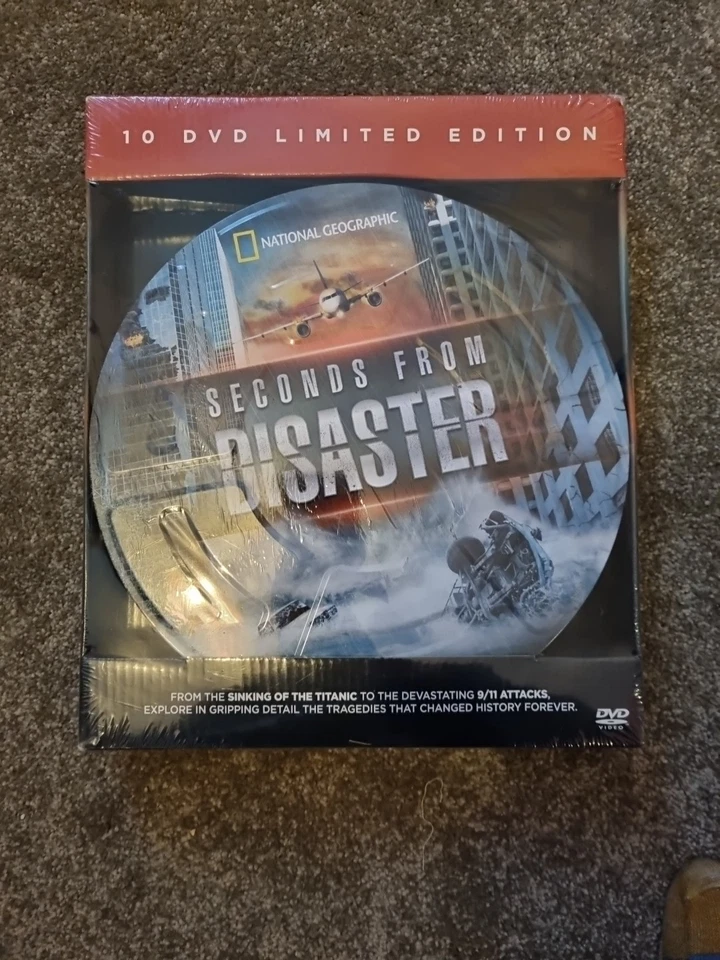 10 DVD LIMITED EDITION
NATIONAL GEOGRAPHIC
SECONDS FROM
DISASTER
FROM THE SINKING OF THE TITANIC TO THE DEVASTATING 9/11 ATTACKS,
EXPLORE IN GRIPPING DETAIL THE TRAGEDIES THAT CHANGED HISTORY FOREVER.
DVD
VIDEO